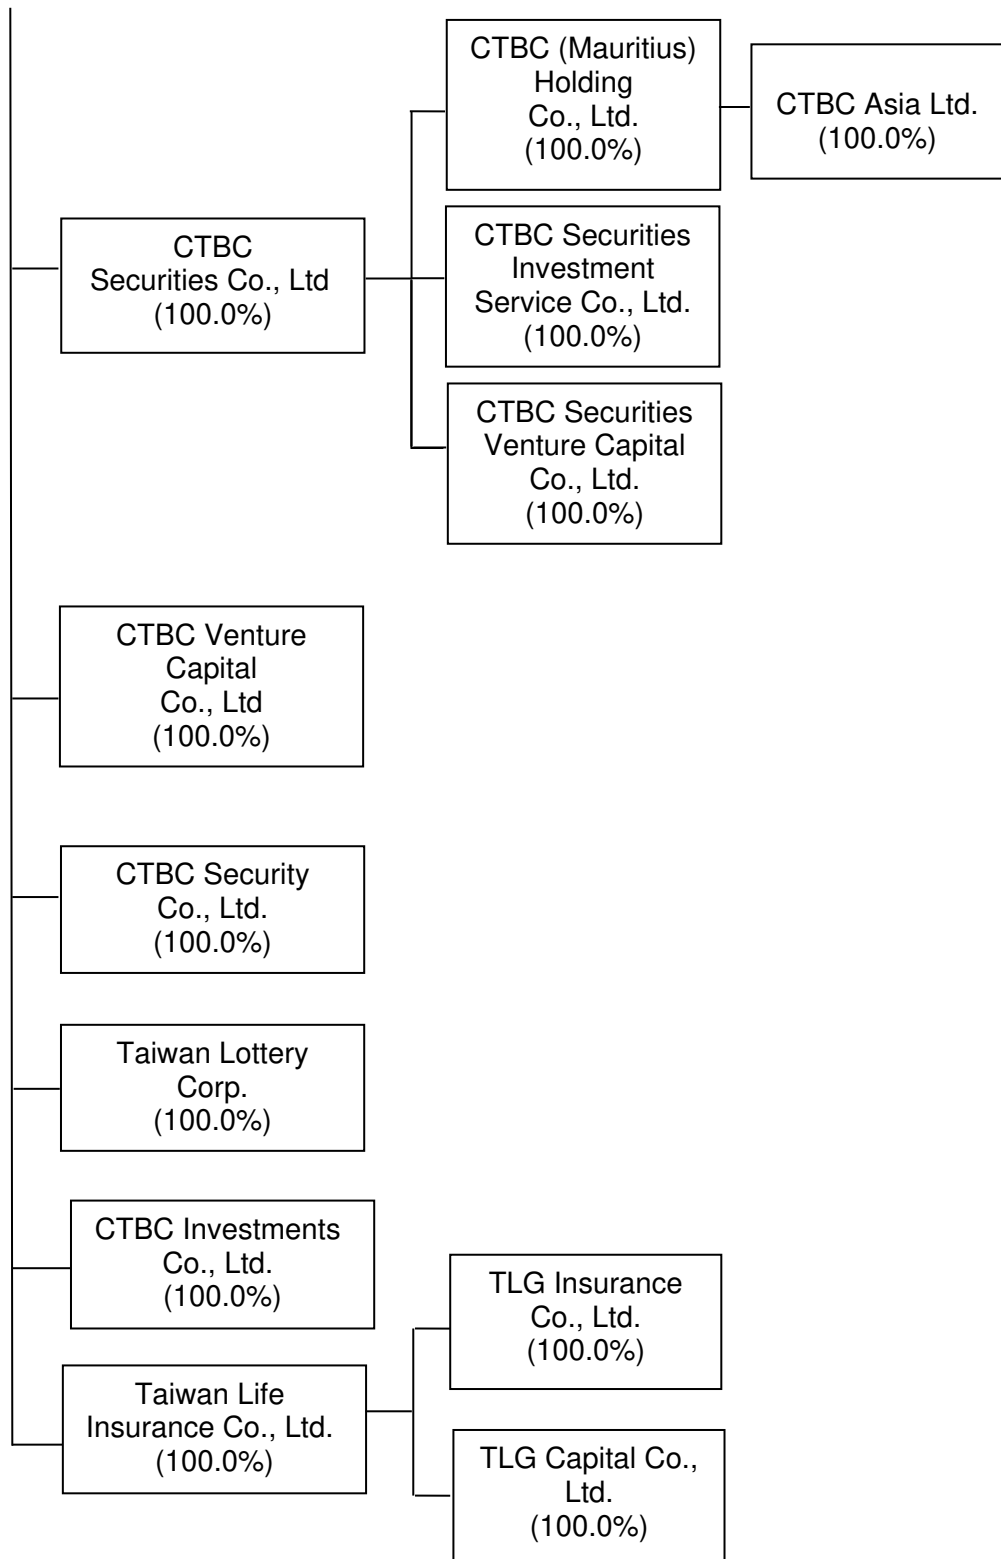 CTBC (Mauritius)
Holding
Co., Ltd.
(100.0%)
CTBC Asia Ltd.
(100.0%)
CTBC
Securities Co., Ltd
(100.0%)
CTBC Securities
Investment
Service Co., Ltd.
(100.0%)
CTBC Securities
Venture Capital
Co., Ltd.
(100.0%)
CTBC Venture
Capital
Co., Ltd
(100.0%)
CTBC Security
Co., Ltd.
(100.0%)
Taiwan Lottery
Corp.
(100.0%)
CTBC Investments
Co., Ltd.
(100.0%)
TLG Insurance
Co., Ltd.
(100.0%)
Taiwan Life
Insurance Co., Ltd.
(100.0%)
TLG Capital Co.,
Ltd.
(100.0%)